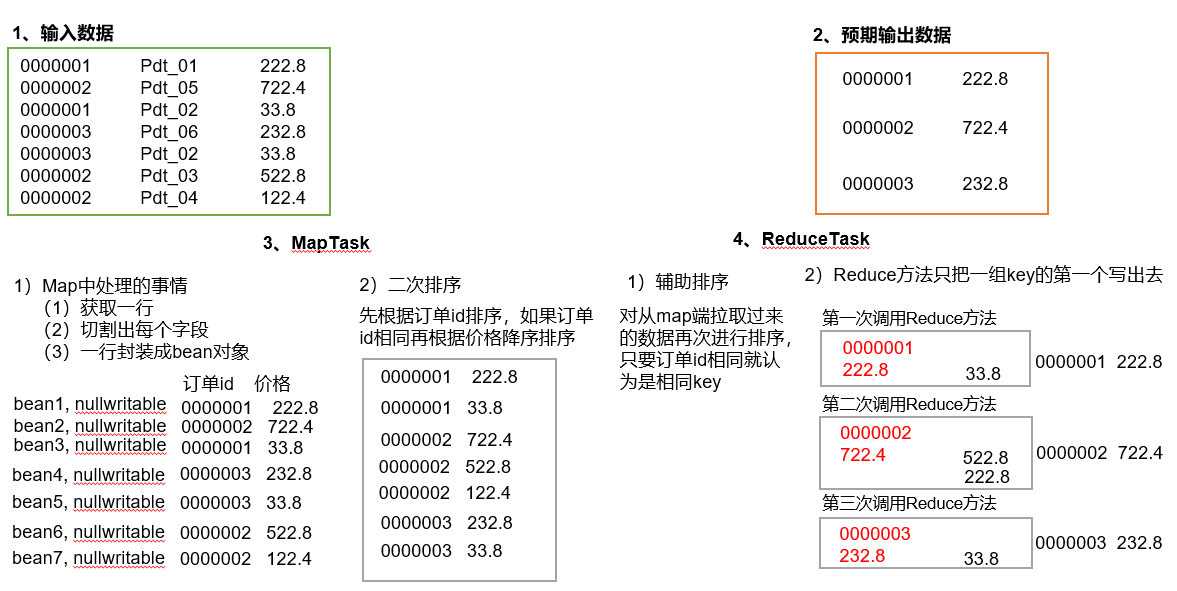 1、输入数据
0000001 Pdt_01 222.8
0000002 Pdt_05 722.4
0000001 Pdt_02 33.8
0000003 Pdt_06 232.8
0000003 Pdt_02 33.8
0000002 Pdt_03 522.8
0000002 Pdt_04 122.4
2、预期输出数据
0000001 222.8
0000002 722.4
0000003 232.8
3、MapTask
1）Map中处理的事情
（1）获取一行
（2）切割出每个字段
（3）一行封装成bean对象
订单id 价格
bean1, nullwritable 0000001 222.8
bean2, nullwritable 0000002 722.4
bean3, nullwritable 0000001 33.8
bean4, nullwritable 0000003 232.8
bean5, nullwritable 0000003 33.8
bean6, nullwritable 0000002 522.8
bean7, nullwritable 0000002 122.4
2）二次排序
先根据订单id排序，如果订单
id相同再根据价格降序排序
0000001 222.8
0000001 33.8
0000002 722.4
0000002 522.8
0000002 122.4
0000003 232.8
0000003 33.8
4、ReduceTask
1）辅助排序
对从map端拉取过来
的数据再次进行排序，
只要订单id相同就认
为是相同key
2）Reduce方法只把一组key的第一个写出去
第一次调用Reduce方法
0000001
222.8 33.8
0000001 222.8
第二次调用Reduce方法
0000002
722.4 522.8
222.8
0000002 722.4
第三次调用Reduce方法
0000003
232.8 33.8
0000003 232.8